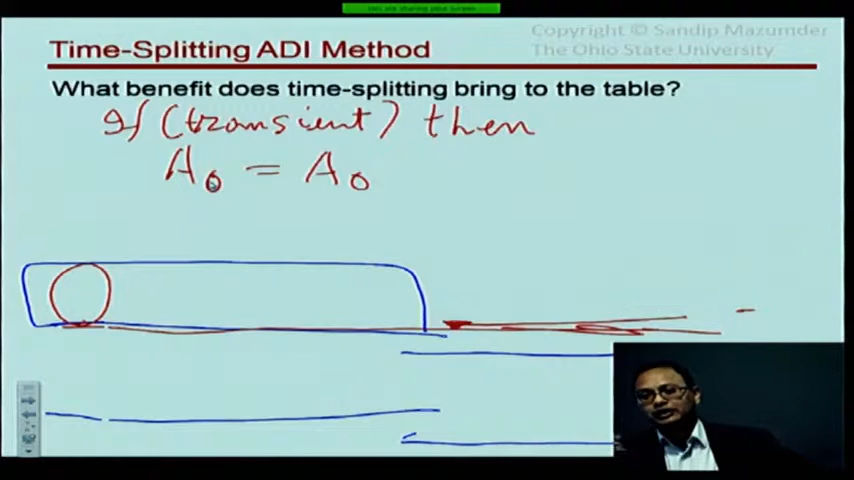 Copyright © Sandip Mazumder
Time-Splitting ADI Method
The Ohio State University
What benefit does time-splitting bring to the table?
If (transient) then
A0 = A0